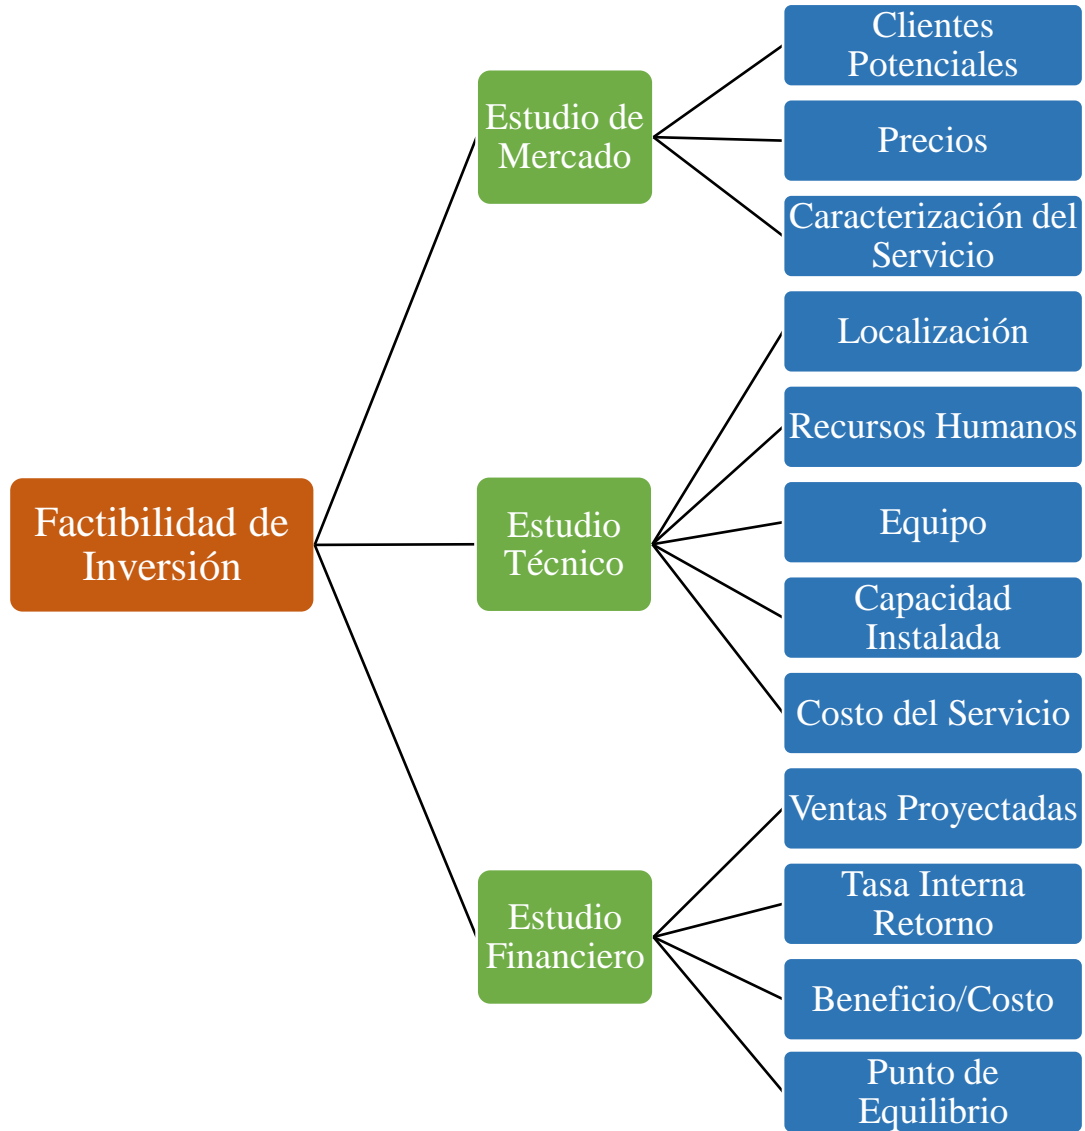 Factibilidad de
Inversión
Estudio de
Mercado
Clientes
Potenciales
Precios
Caracterización del
Servicio
Estudio
Técnico
Localización
Recursos Humanos
Equipo
Capacidad
Instalada
Costo del Servicio
Estudio
Financiero
Ventas Proyectadas
Tasa Interna
Retorno
Beneficio/Costo
Punto de
Equilibrio